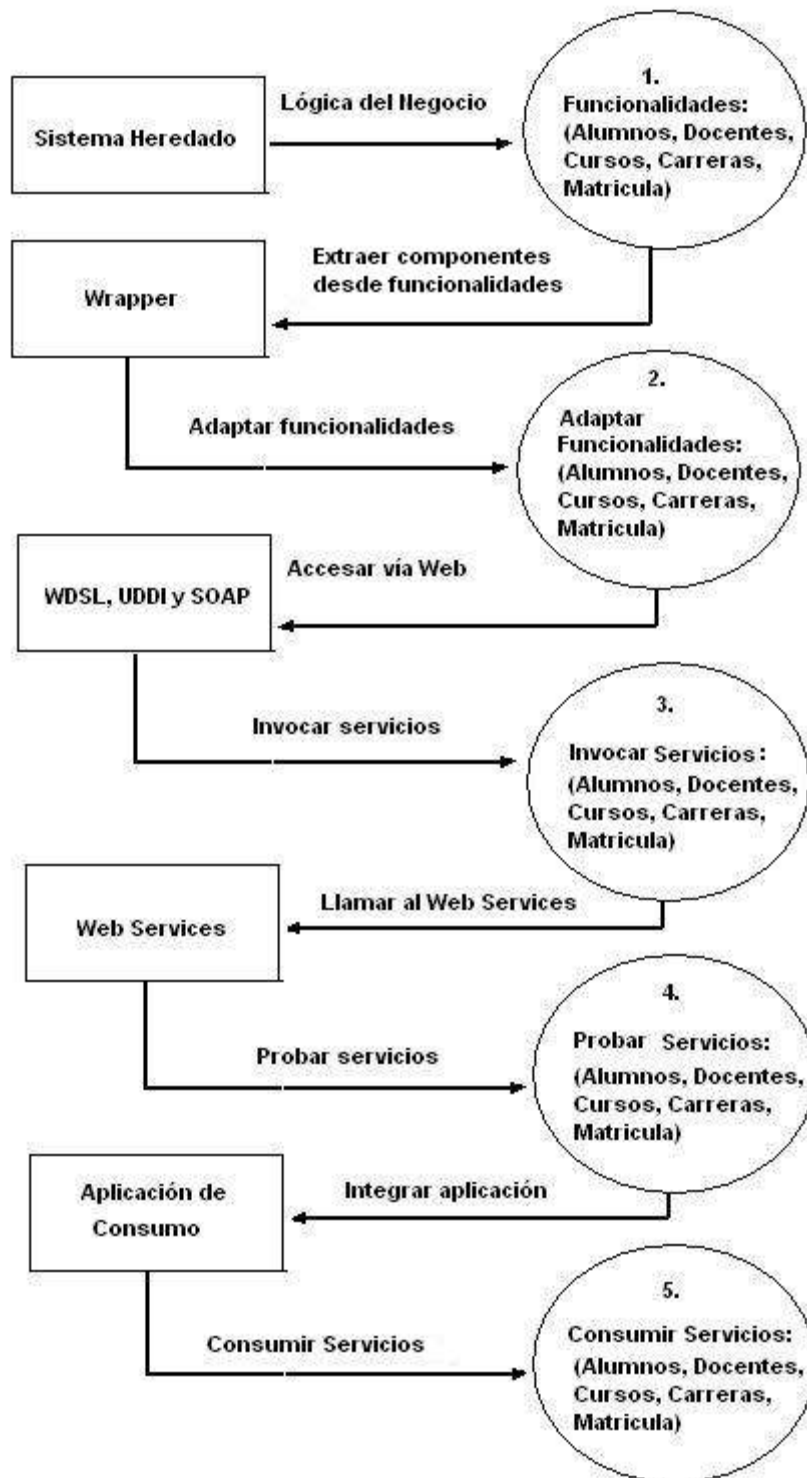 1.
Funcionalidades:
(Alumnos, Docentes,
Cursos, Carreras,
Matricula)
Lógica del Negocio
Sistema Heredado
Extraer componentes
desde funcionalidades
Wrapper
2.
Adaptar
Funcionalidades:
(Alumnos, Docentes,
Cursos, Carreras,
Matricula)
Adaptar funcionalidades
Accesar vía Web
WDSL, UDDI y SOAP
3.
Invocar Servicios:
(Alumnos, Docentes,
Cursos, Carreras,
Matricula)
Invocar servicios
Llamar al Web Services
Web Services
4.
Probar Servicios:
(Alumnos, Docentes,
Cursos, Carreras,
Matricula)
Probar servicios
Integrar aplicación
Aplicación de
Consumo
5.
Consumir Servicios:
(Alumnos, Docentes,
Cursos, Carreras,
Matricula)
Consumir Servicios